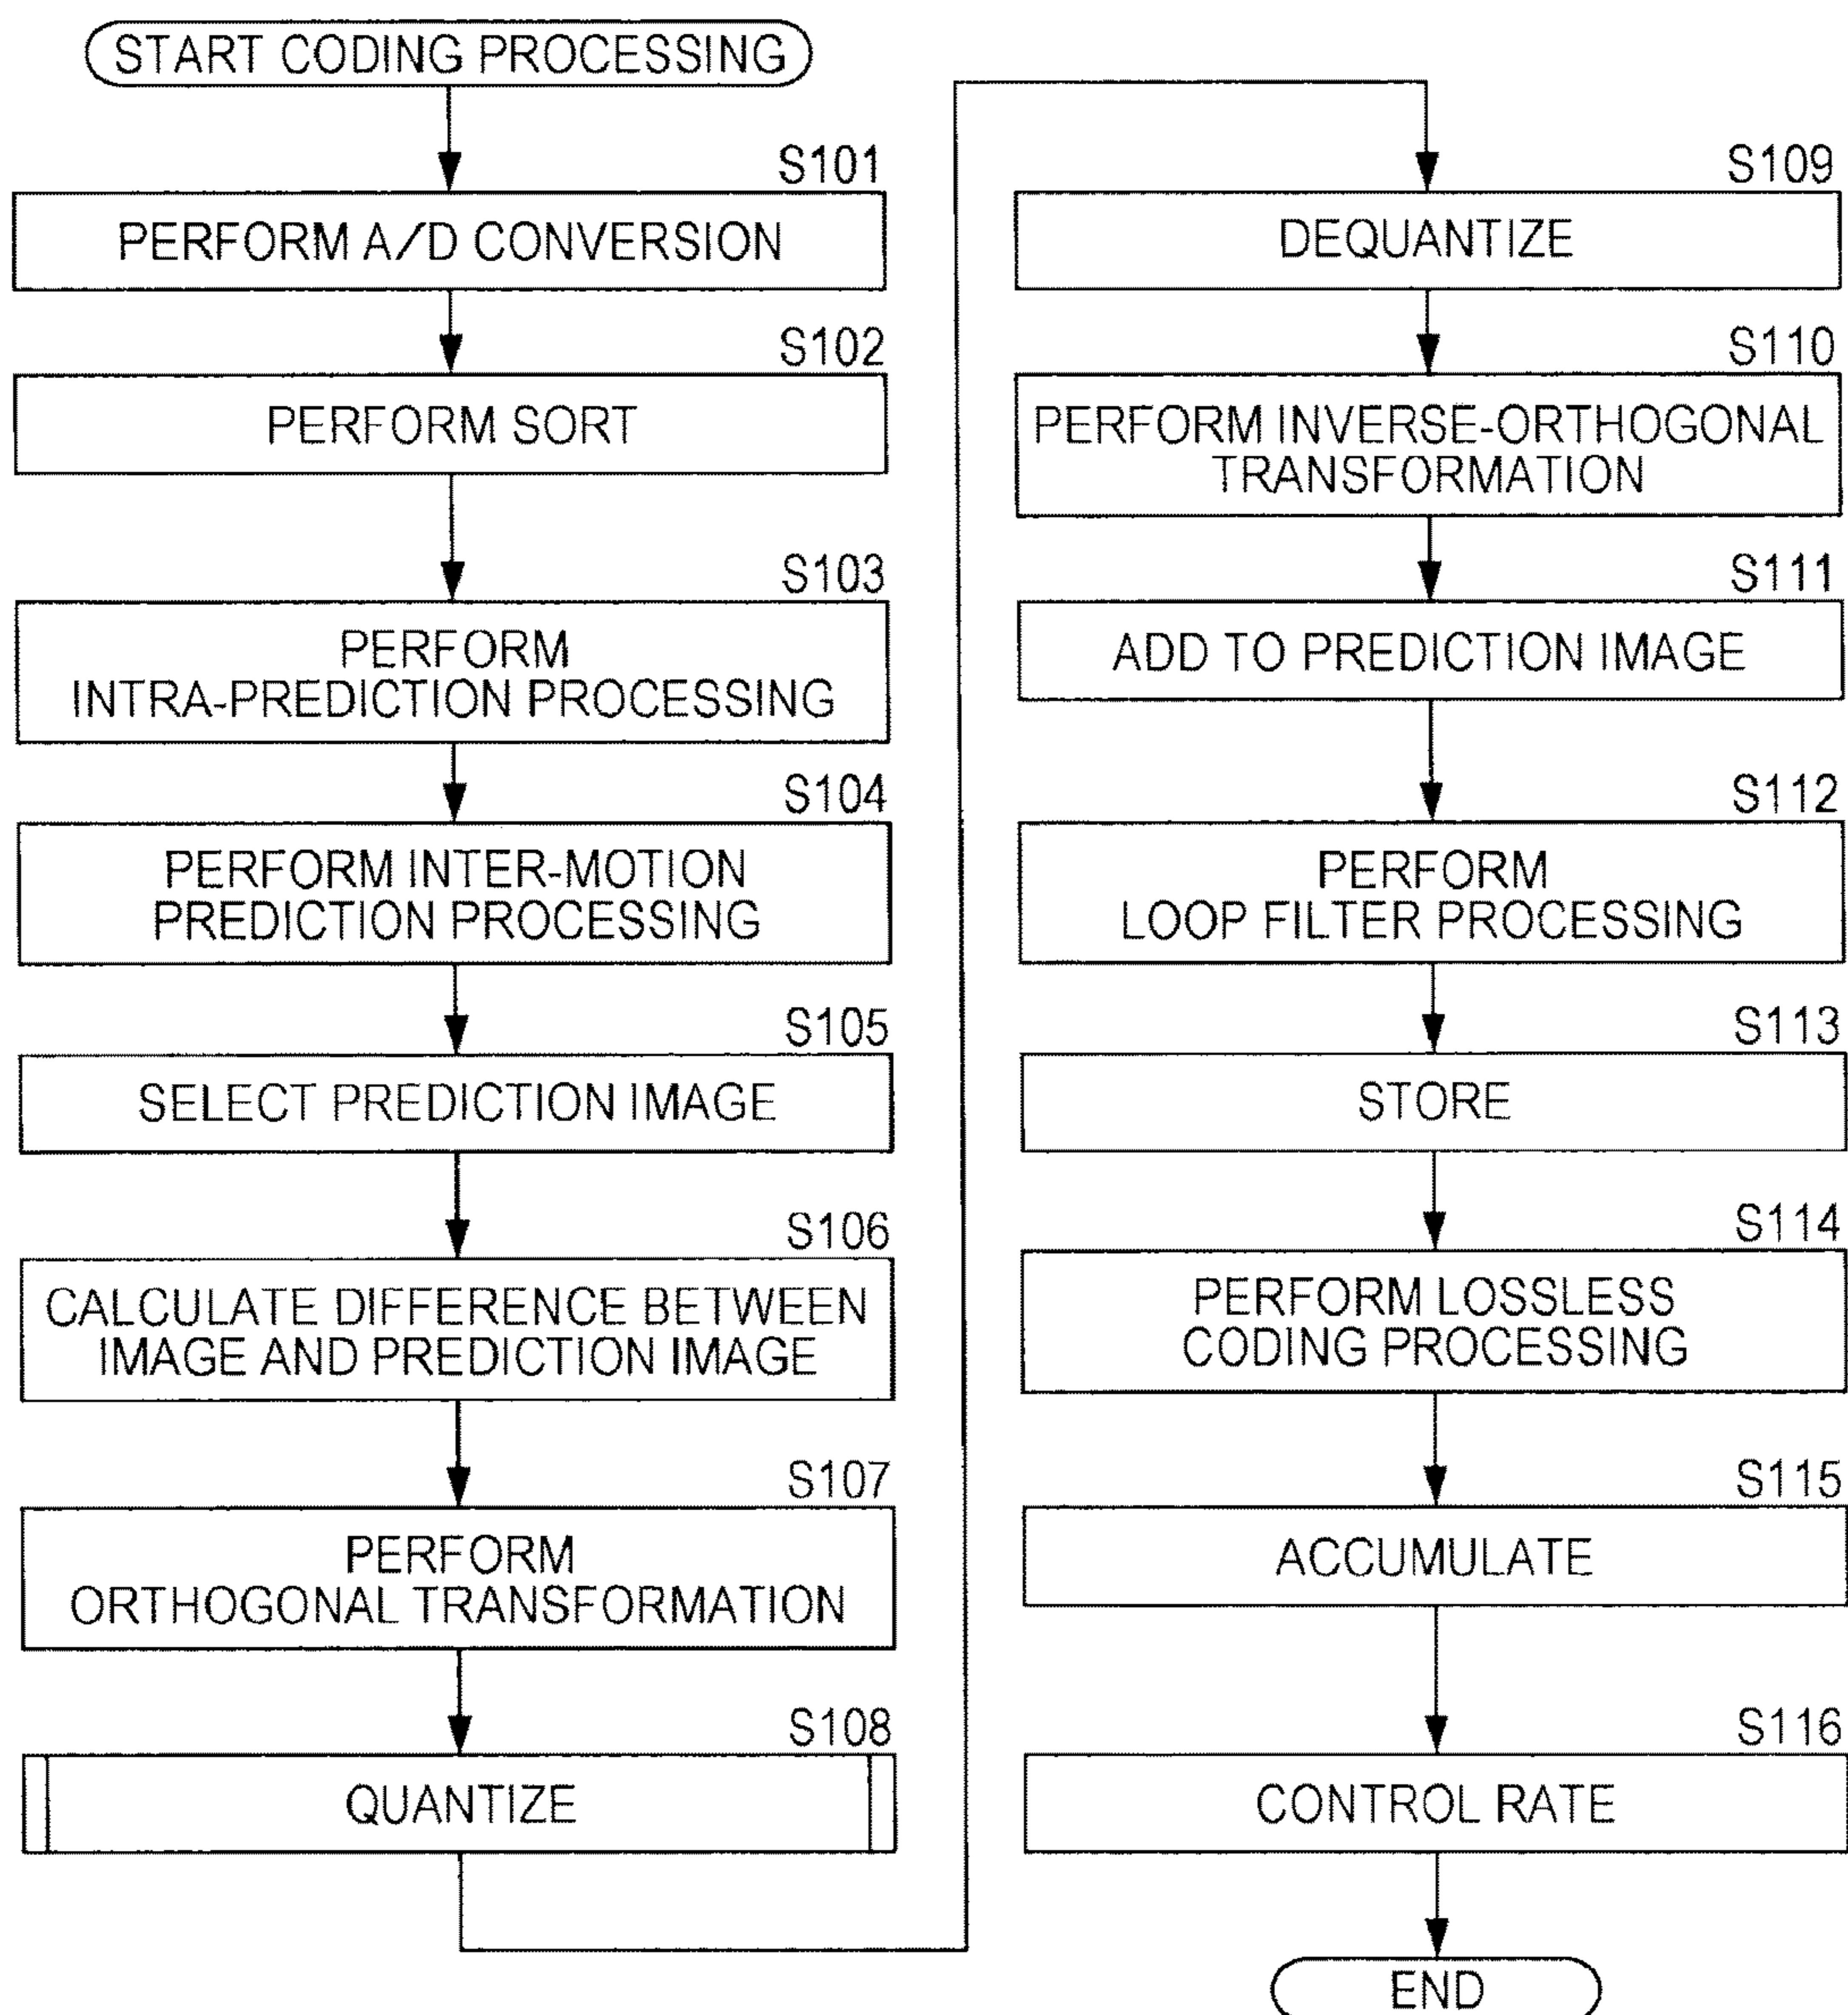 START CODING PROCESSING
S101
PERFORM A/D CONVERSION
S102
PERFORM SORT
S103
PERFORM
INTRA-PREDICTION PROCESSING
S104
PERFORM INTER-MOTION
PREDICTION PROCESSING
S105
SELECT PREDICTION IMAGE
S106
CALCULATE DIFFERENCE BETWEEN
IMAGE AND PREDICTION IMAGE
S107
PERFORM
ORTHOGONAL TRANSFORMATION
S108
QUANTIZE
S109
DEQUANTIZE
S110
PERFORM INVERSE-ORTHOGONAL
TRANSFORMATION
S111
ADD TO PREDICTION IMAGE
S112
PERFORM
LOOP FILTER PROCESSING
S113
STORE
S114
PERFORM LOSSLESS
CODING PROCESSING
S115
ACCUMULATE
S116
CONTROL RATE
END